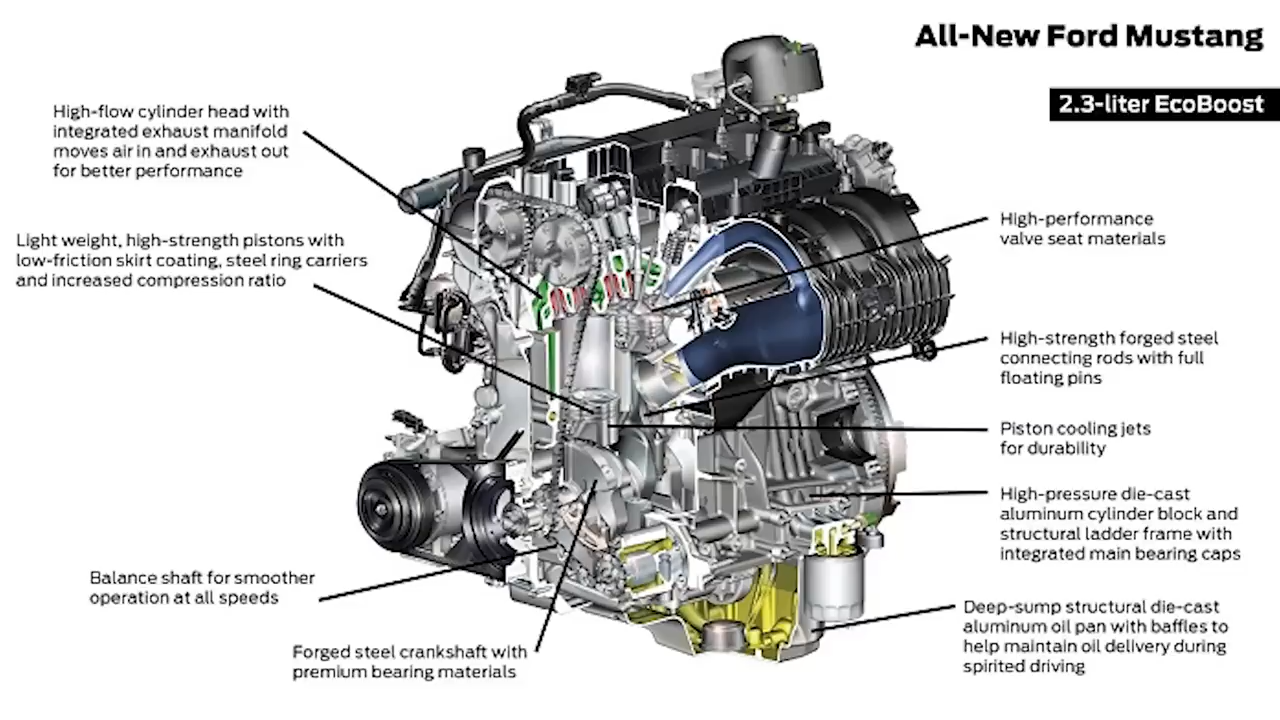 All-New Ford Mustang
2.3-liter EcoBoost
High-flow cylinder head with
integrated exhaust manifold
moves air in and exhaust out
for better performance
Light weight, high-strength pistons with
low-friction skirt coating, steel ring carriers
and increased compression ratio
Balance shaft for smoother
operation at all speeds
Forged steel crankshaft with
premium bearing materials
High-performance
valve seat materials
High-strength forged steel
connecting rods with full
floating pins
Piston cooling jets
for durability
High-pressure die-cast
aluminum cylinder block and
structural ladder frame with
integrated main bearing caps
Deep-sump structural die-cast
aluminum oil pan with baffles to
help maintain oil delivery during
spirited driving